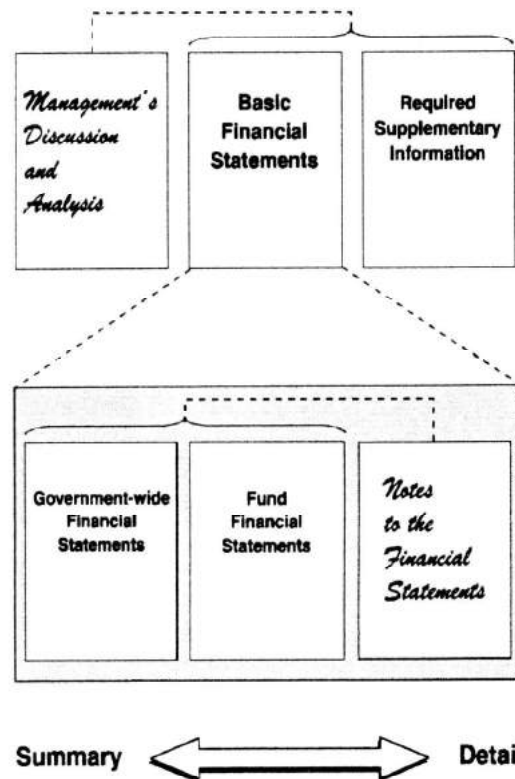 Management's
Discussion
and
Analysis
Basic
Financial
Statements
Required
Supplementary
Information
Government-wide
Financial
Statements
Fund
Financial
Statements
Notes
to the
Financial
Statements
Summary
Detai